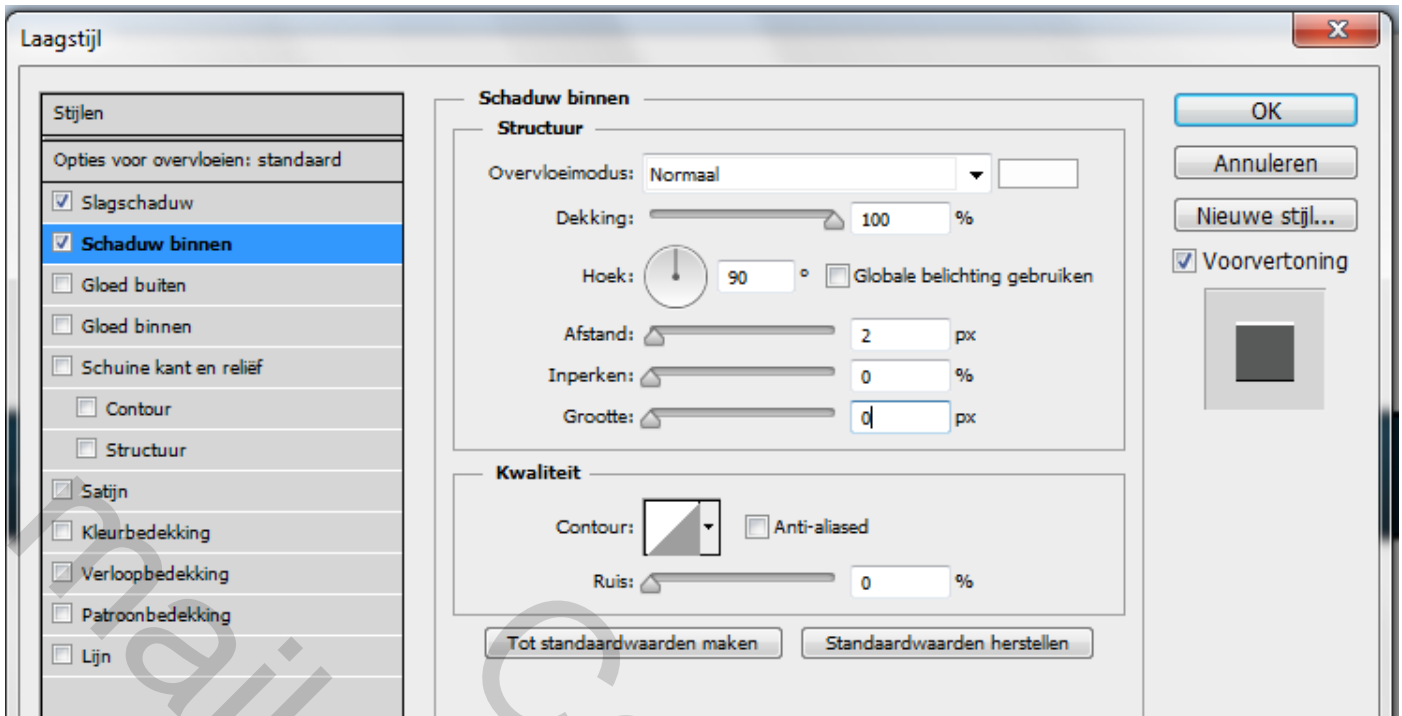 Laagstijl
Stijlen
Opties voor overvloeien: standaard
Slagschaduw
Schaduw binnen
Gloed buiten
Gloed binnen
Schuine kant en reliëf
Contour
Structuur
Satijn
Kleurbedekking
Verloopbedekking
Patroonbedekking
Lijn
Schaduw binnen
Structuur
Overvloeimodus: Normaal
Dekking: 100 %
Hoek: 90 ° Globale belichting gebruiken
Afstand: 2 px
Inperken: 0 %
Grootte: 0 px
Kwaliteit
Contour: Anti-aliased
Ruis: 0 %
Tot standaardwaarden maken Standaardwaarden herstellen
OK
Annuleren
Nieuwe stijl...
Voorvertoning